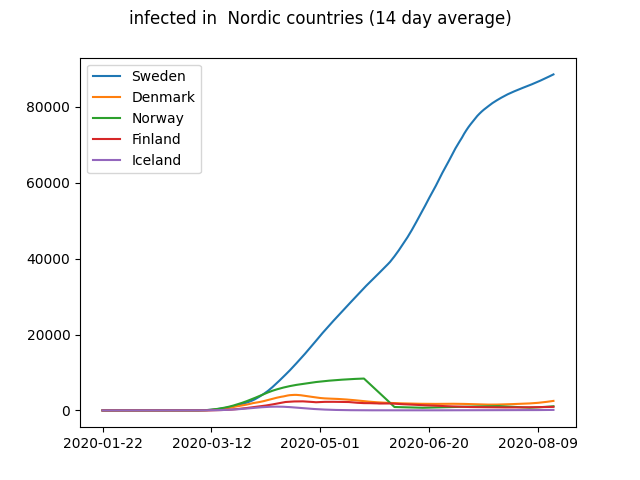 infected in  Nordic countries (14 day average)
Sweden
Denmark
Norway
Finland
Iceland
80000
60000
40000
20000
0
2020-01-22 2020-03-12 2020-05-01 2020-06-20 2020-08-09